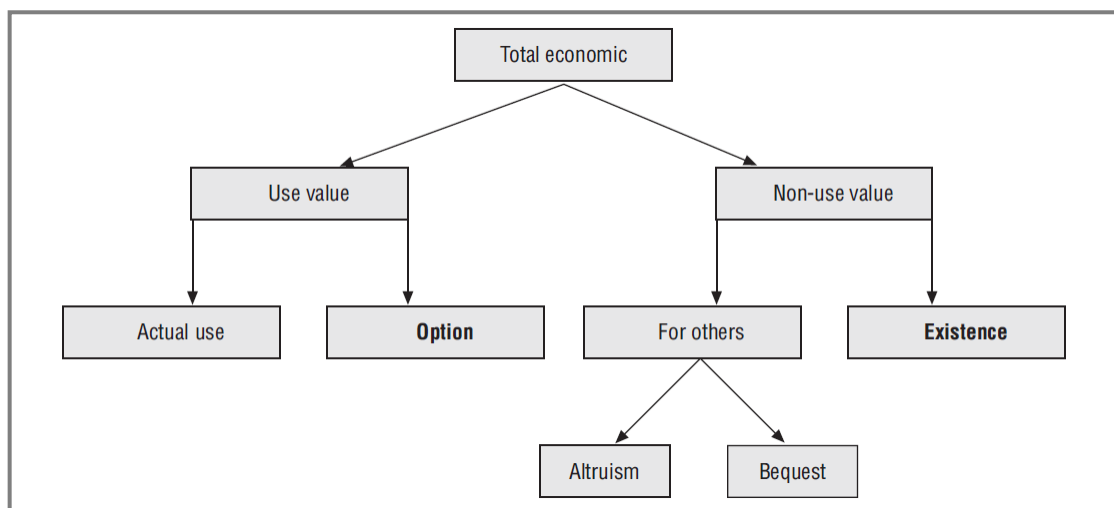 Total economic
Use value
Non-use value
Actual use
Option
For others
Existence
Altruism
Bequest